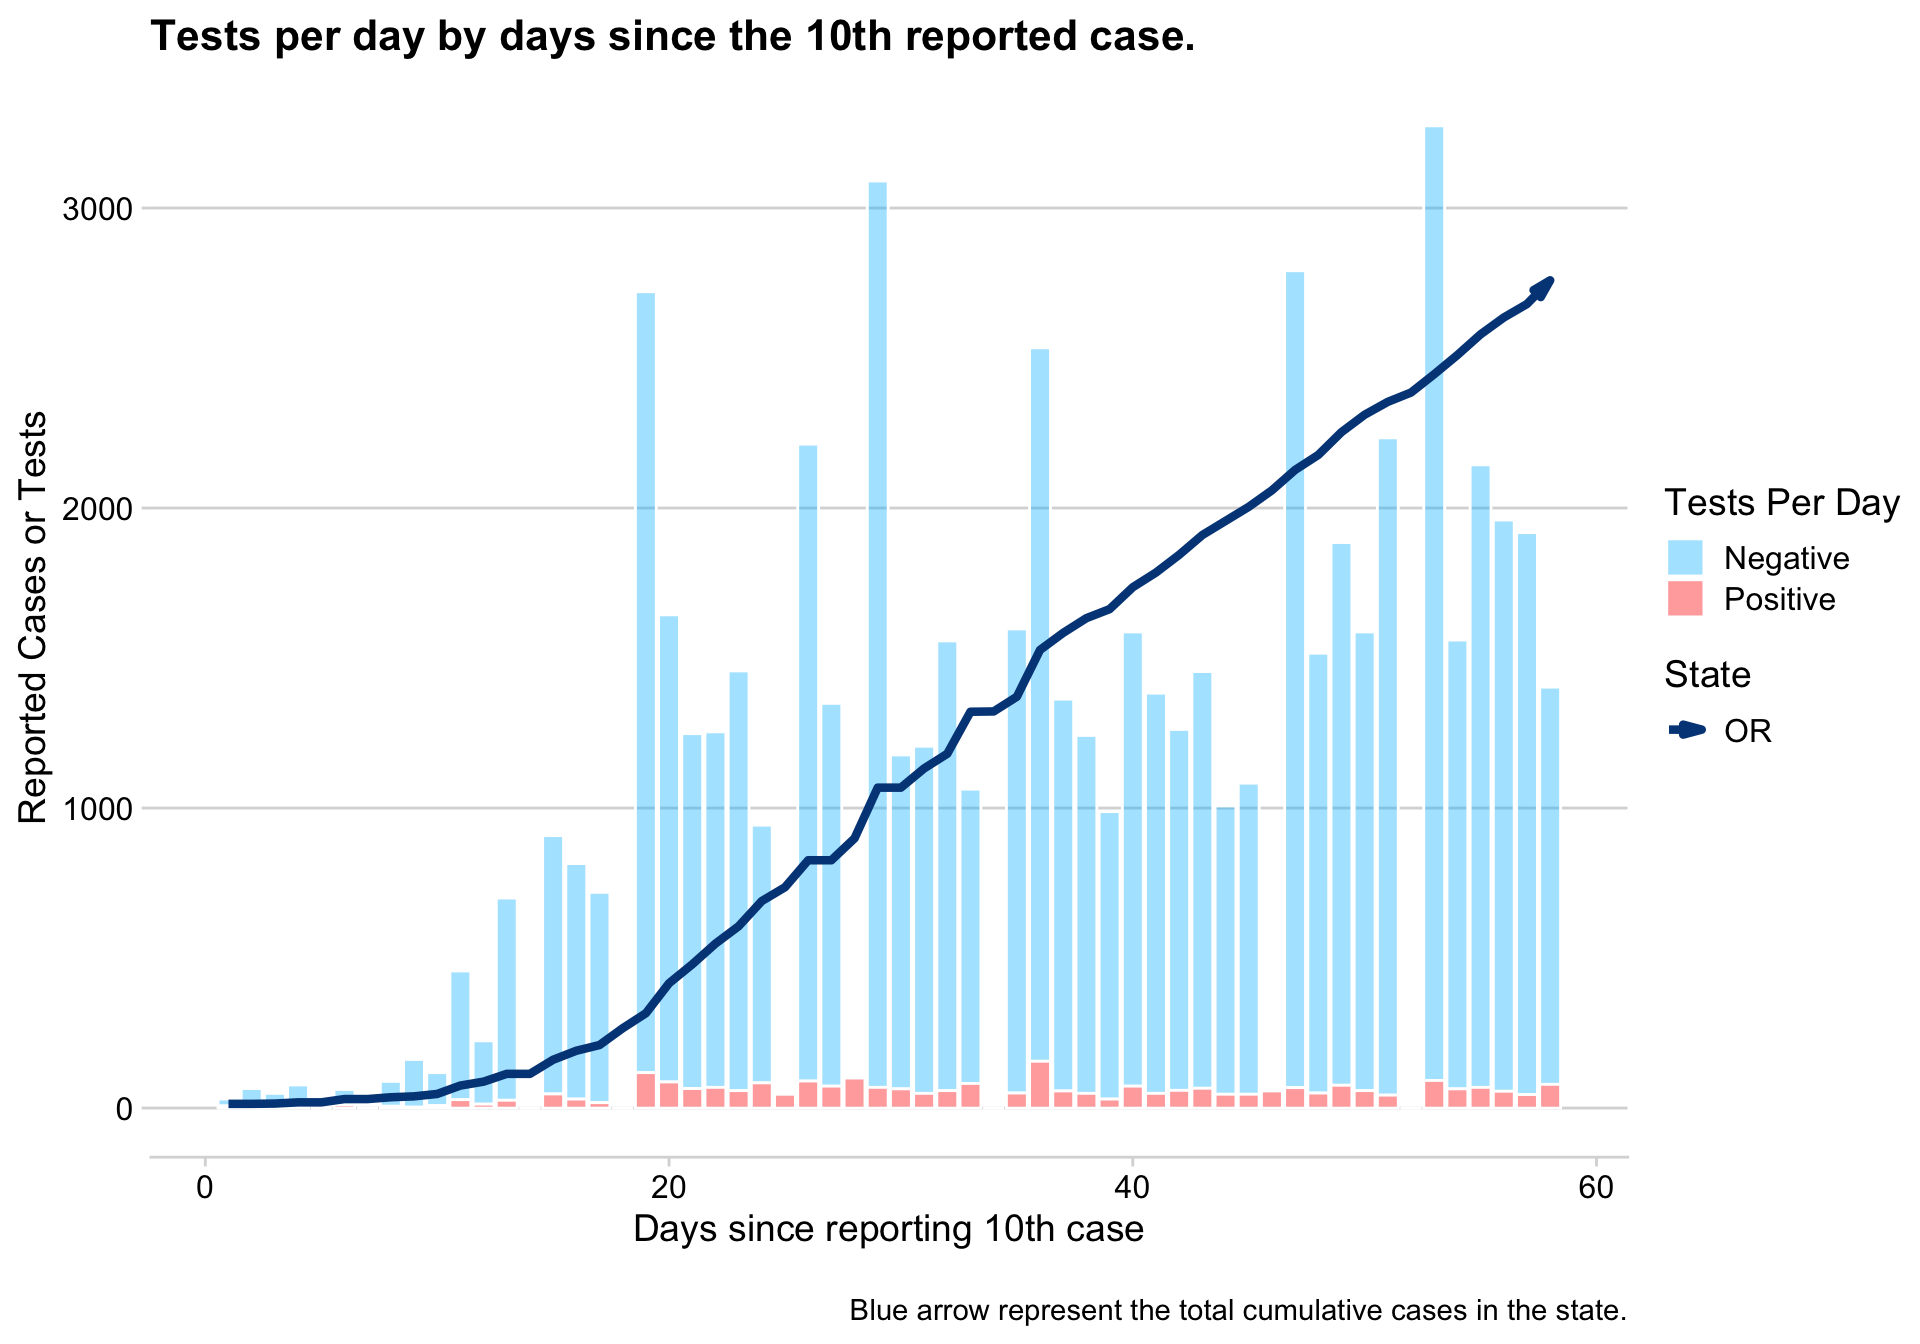 Tests per day by days since the 10th reported case.
Reported Cases or Tests
3000
2000
1000
0
0
20
40
60
Days since reporting 10th case
Tests Per Day
Negative
Positive
State
OR
Blue arrow represent the total cumulative cases in the state.